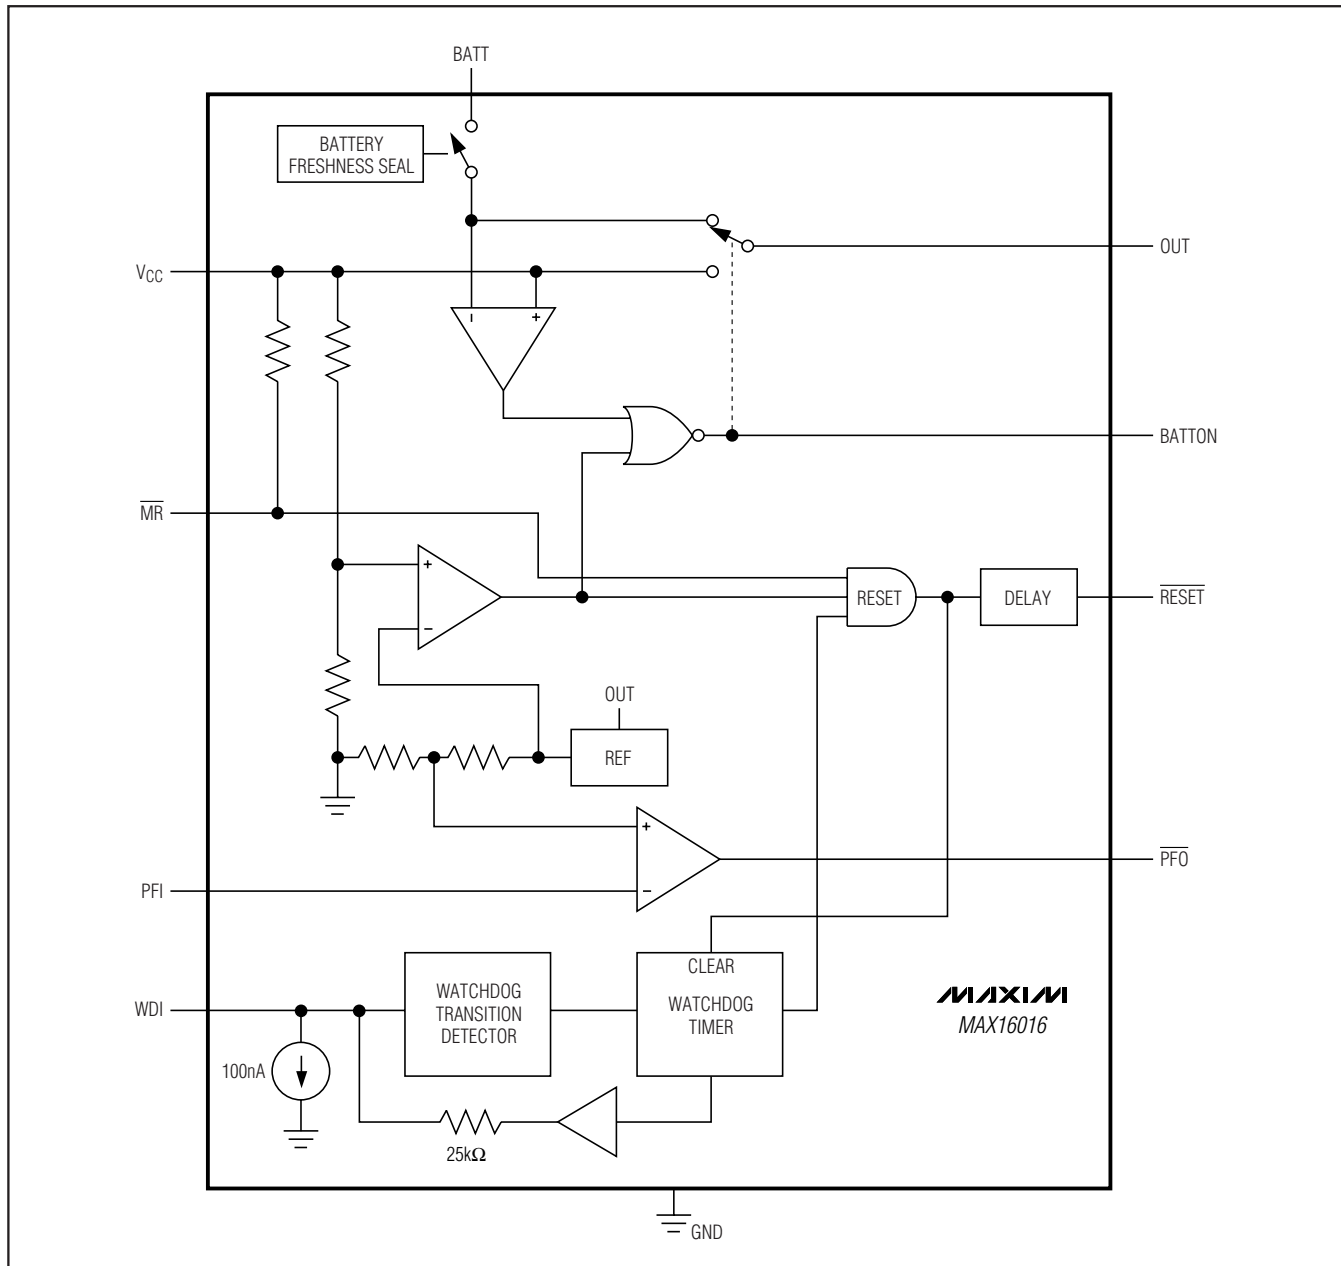 BATT
BATTERY
FRESHNESS SEAL
OUT
VCC
BATTON
MR
RESET
DELAY
RESET
OUT
REF
PFO
PFI
CLEAR
WATCHDOG
TIMER
WATCHDOG
TRANSITION
DETECTOR
WDI
MAXIM
MAX16016
100nA
25kΩ
GND